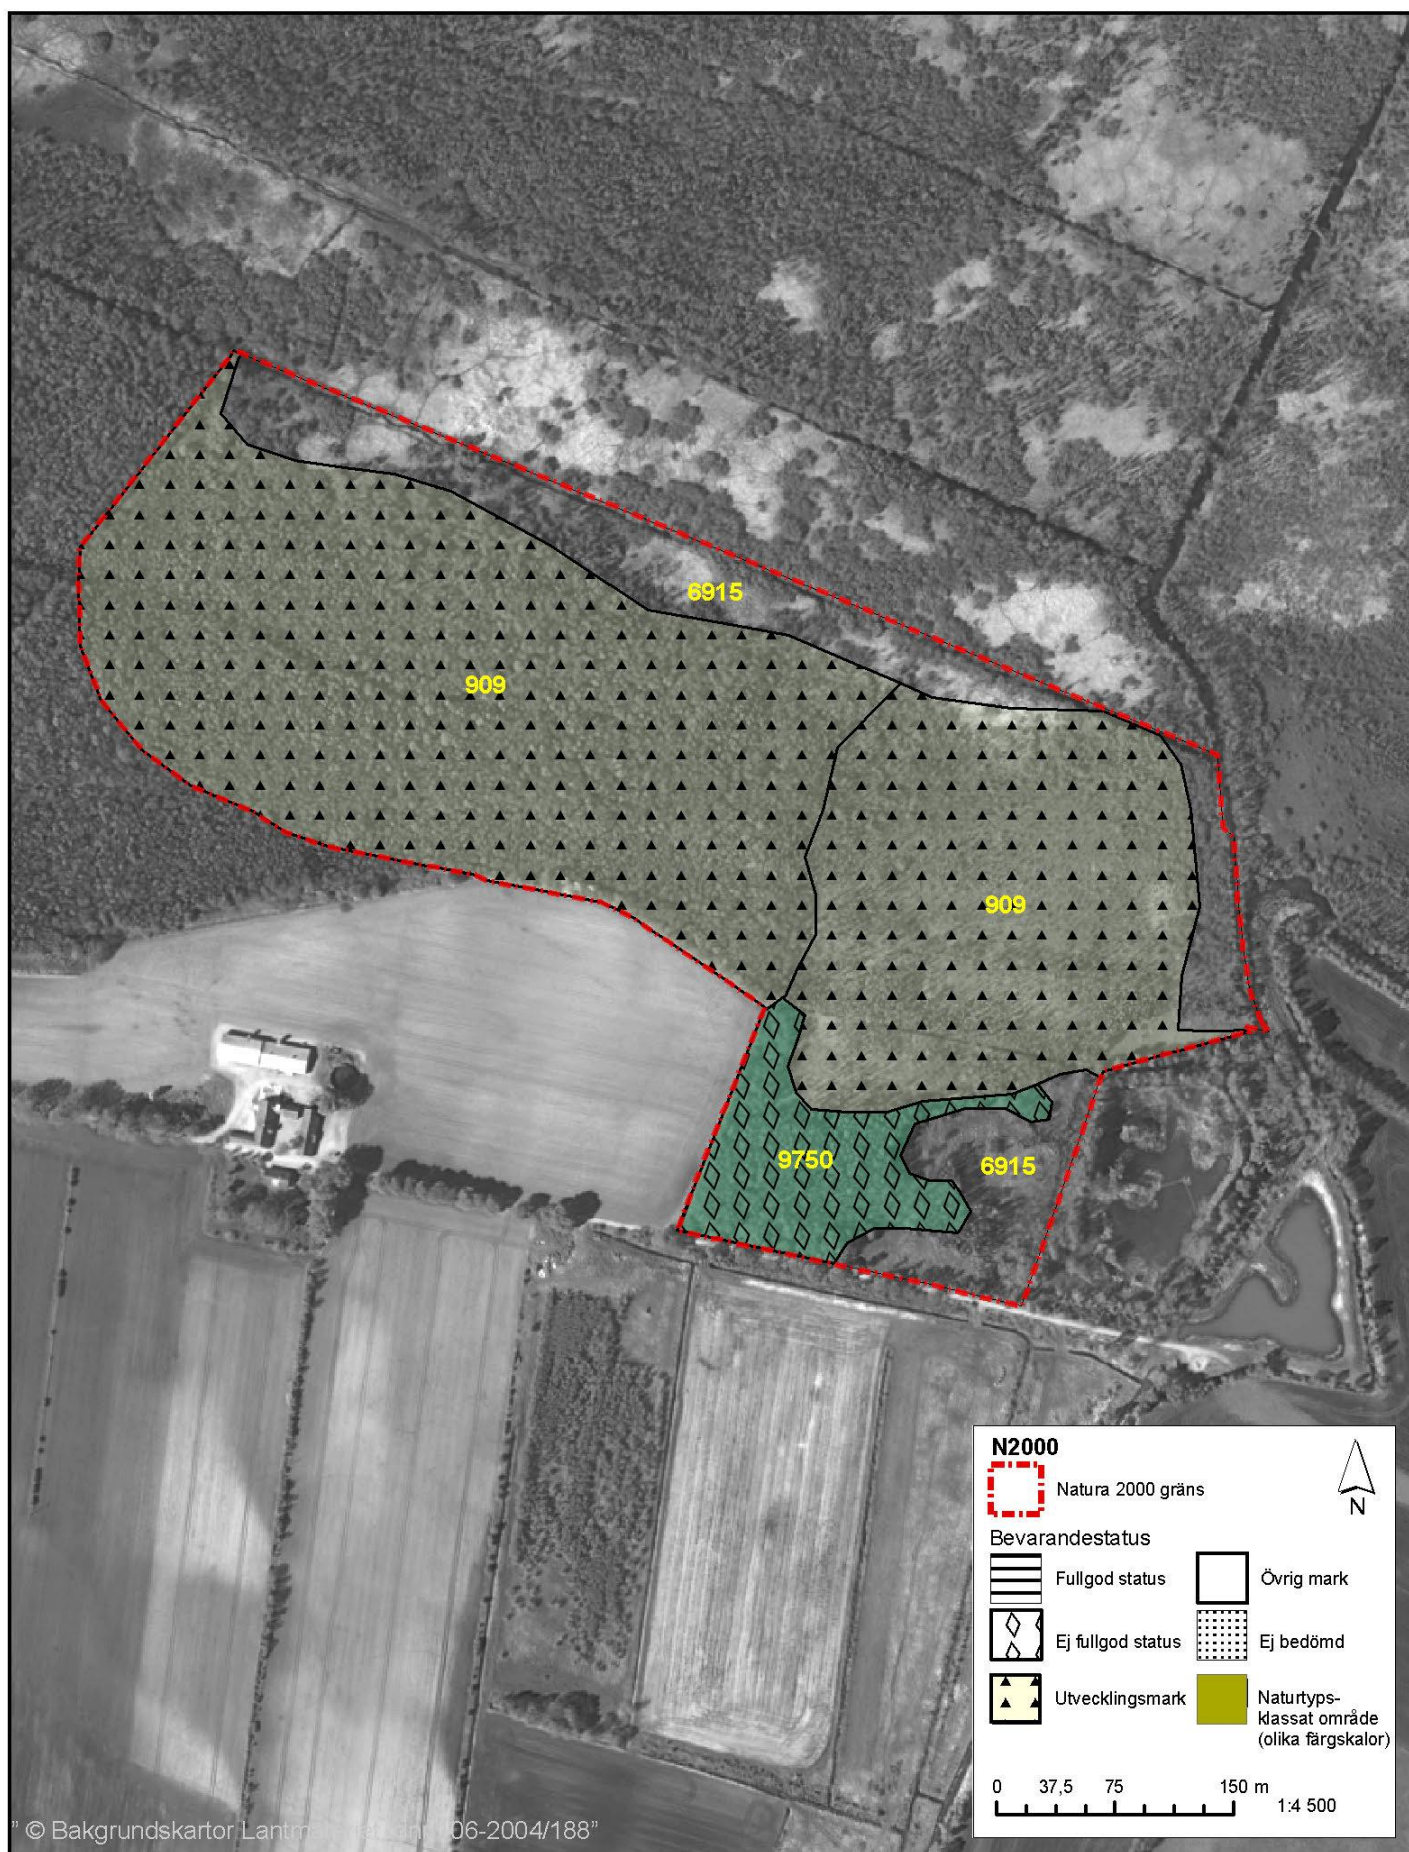 6915
909
909
9750
6915
N2000
Natura 2000 gräns
N
Bevarandestatus
Fullgod status
Övrig mark
Ej fullgod status
Ej bedömd
Utvecklingsmark
Naturtyps-
klassat område
(olika färgskalor)
0 37,5 75 150 m
1:4 500
" © Bakgrundskartor 06-2004/188"